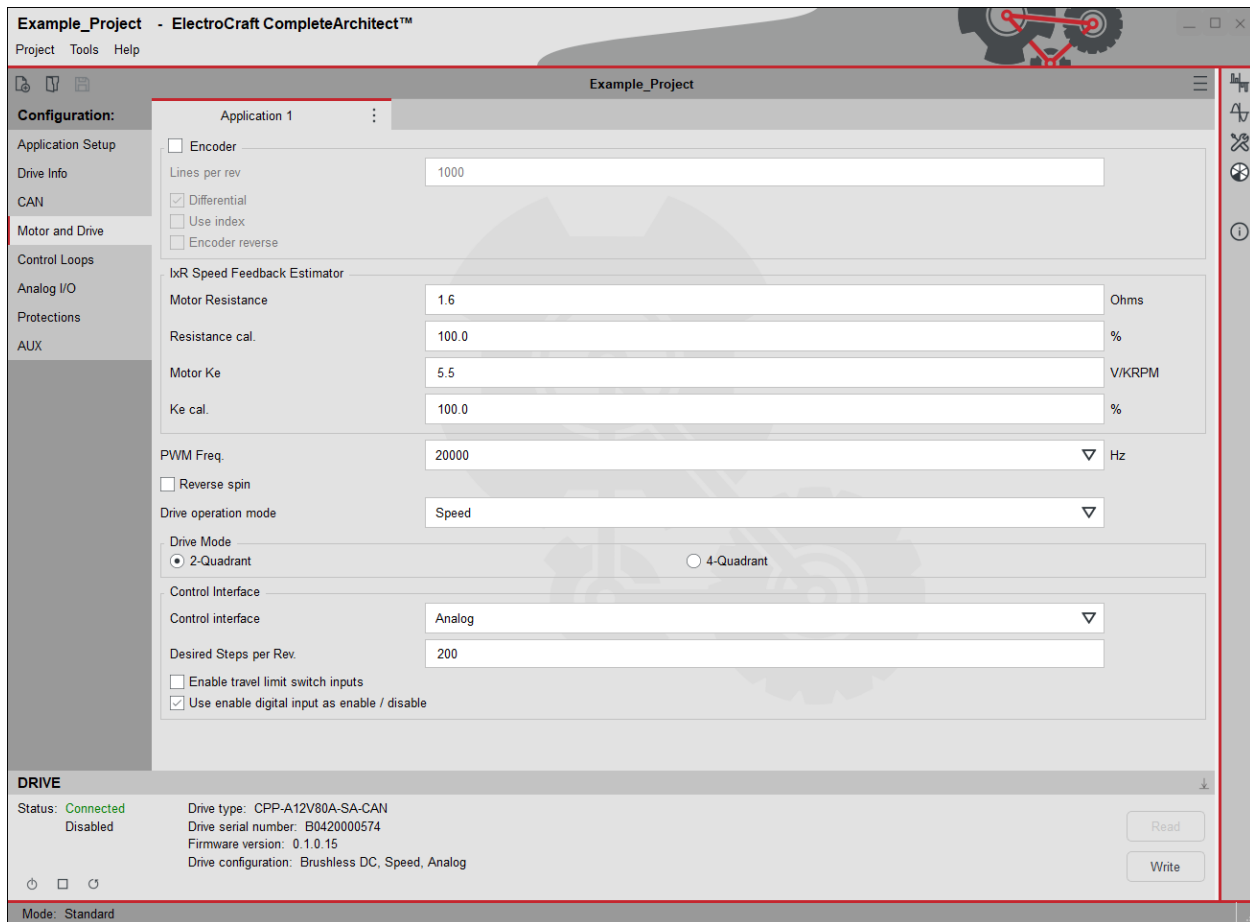 Example_Project - ElectroCraft CompleteArchitect™
Project Tools Help
Example_Project
Configuration:
Application 1
Application Setup
Drive Info
CAN
Motor and Drive
Control Loops
Analog I/O
Protections
AUX
Encoder
Lines per rev 1000
Differential
Use index
Encoder reverse
IxR Speed Feedback Estimator
Motor Resistance 1.6 Ohms
Resistance cal. 100.0 %
Motor Ke 5.5 V/KRPM
Ke cal. 100.0 %
PWM Freq. 20000 Hz
Reverse spin
Drive operation mode Speed
Drive Mode
2-Quadrant 4-Quadrant
Control Interface
Control interface Analog
Desired Steps per Rev. 200
Enable travel limit switch inputs
Use enable digital input as enable / disable
DRIVE
Status: Connected
Disabled
Drive type: CPP-A12V80A-SA-CAN
Drive serial number: B0420000574
Firmware version: 0.1.0.15
Drive configuration: Brushless DC, Speed, Analog
Read
Write
Mode: Standard